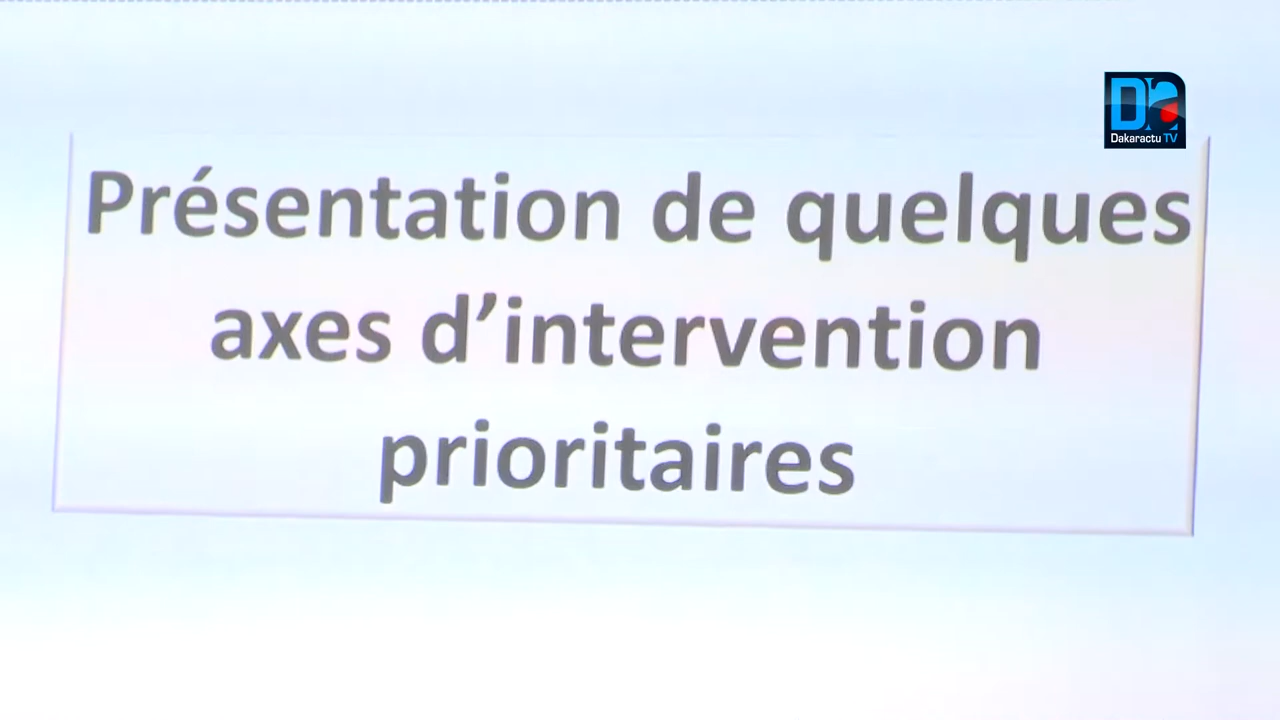 Dakaractu TV
Présentation de quelques
axes d’intervention
prioritaires